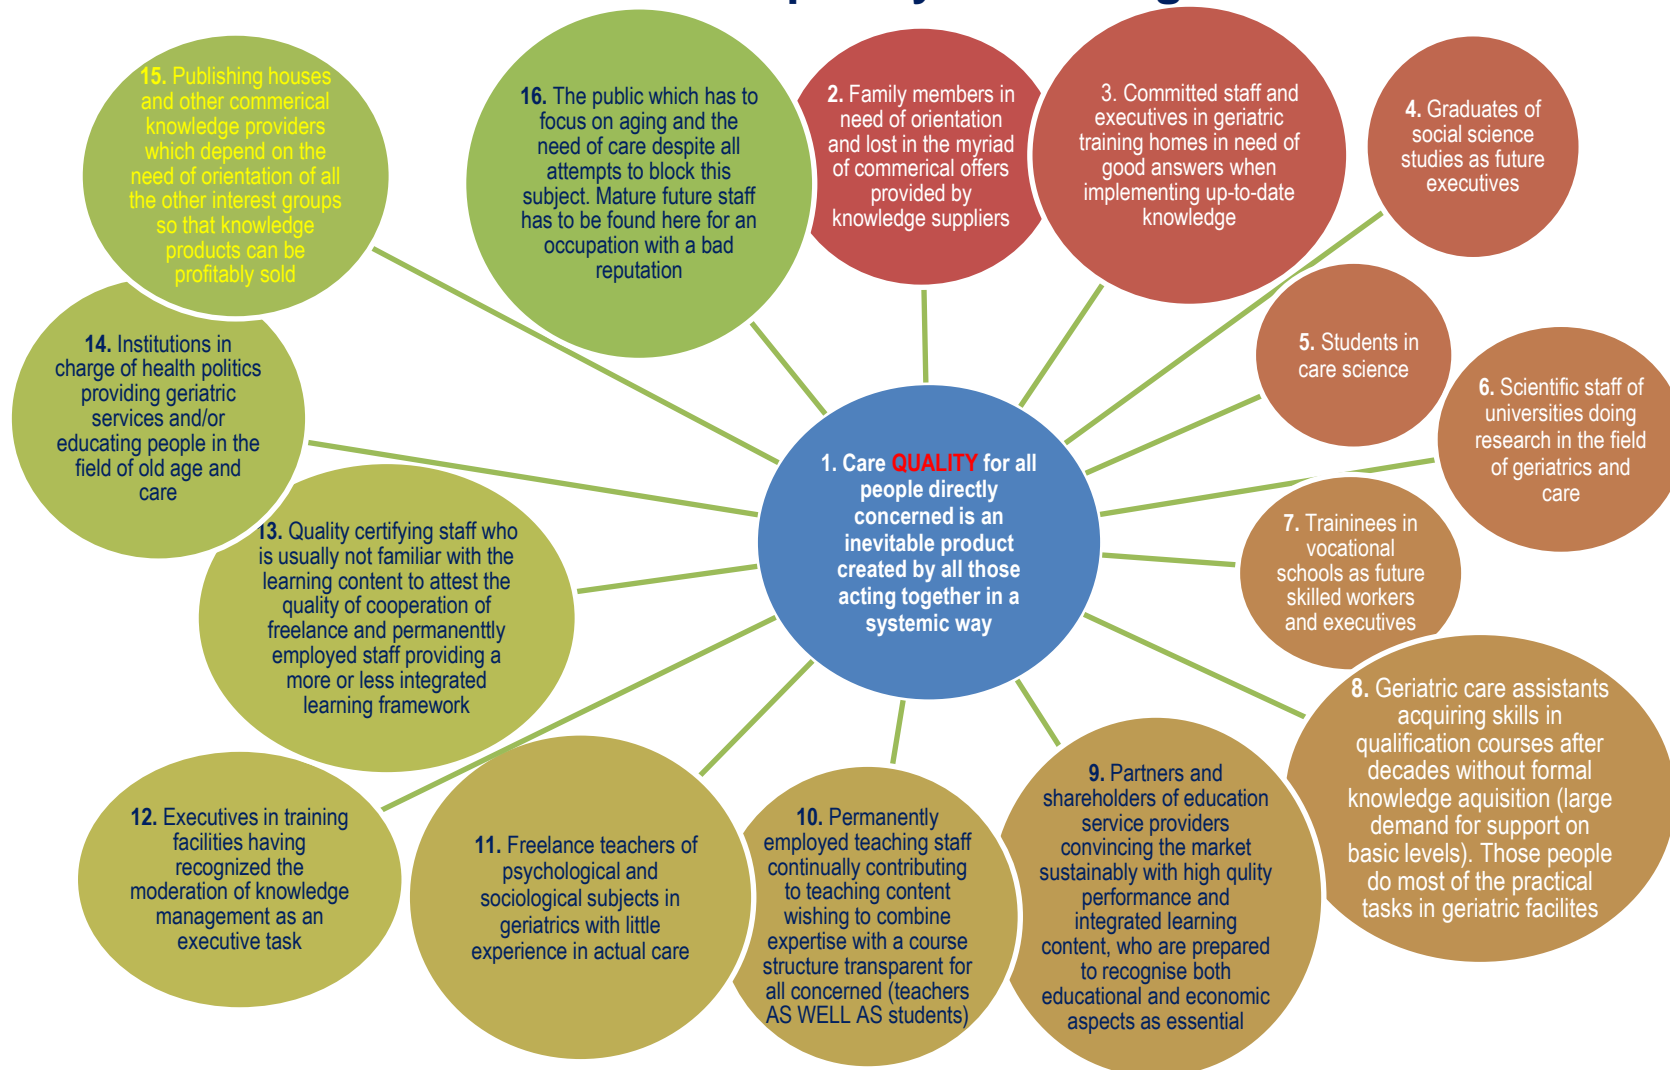 1. Care QUALITY for all
people directly
concerned is an
inevitable product
created by all those
acting together in a
systemic way
2. Family members in
need of orientation
and lost in the myriad
of commerical offers
provided by
knowledge suppliers
3. Committed staff and
executives in geriatric
training homes in need of
good answers when
implementing up-to-date
knowledge
4. Graduates of
social science
studies as future
executives
5. Students in
care science
6. Scientific staff of
universities doing
research in the field
of geriatrics and
care
7. Traininees in
vocational
schools as future
skilled workers
and executives
8. Geriatric care assistants
acquiring skills in
qualification courses after
decades without formal
knowledge aquisition (large
demand for support on
basic levels). Those people
do most of the practical
tasks in geriatric facilites
9. Partners and
shareholders of education
service providers
convincing the market
sustainably with high qulity
performance and
integrated learning
content, who are prepared
to recognise both
educational and economic
aspects as essential
10. Permanently
employed teaching staff
continually contributing
to teaching content
wishing to combine
expertise with a course
structure transparent for
all concerned (teachers
AS WELL AS students)
11. Freelance teachers of
psychological and
sociological subjects in
geriatrics with little
experience in actual care
12. Executives in training
facilities having
recognized the
moderation of knowledge
management as an
executive task
13. Quality certifying staff who
is usually not familiar with the
learning content to attest the
quality of cooperation of
freelance and permanenttly
employed staff providing a
more or less integrated
learning framework
14. Institutions in
charge of health politics
providing geriatric
services and/or
educating people in the
field of old age and
care
15. Publishing houses
and other commerical
knowledge providers
which depend on the
need of orientation of all
the other interest groups
so that knowledge
products can be
profitably sold
16. The public which has to
focus on aging and the
need of care despite all
attempts to block this
subject. Mature future staff
has to be found here for an
occupation with a bad
reputation